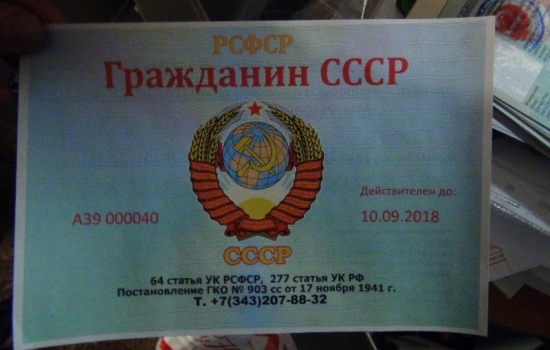 РСФСР
Гражданин СССР
Действителен до:
А39 000040
10.09.2018
СССР
64 статья УК РСФСР, 277 статья УК РФ
Постановление ГКО № 903 сс от 17 ноября 1941 г.
Т. +7(343)207-88-32